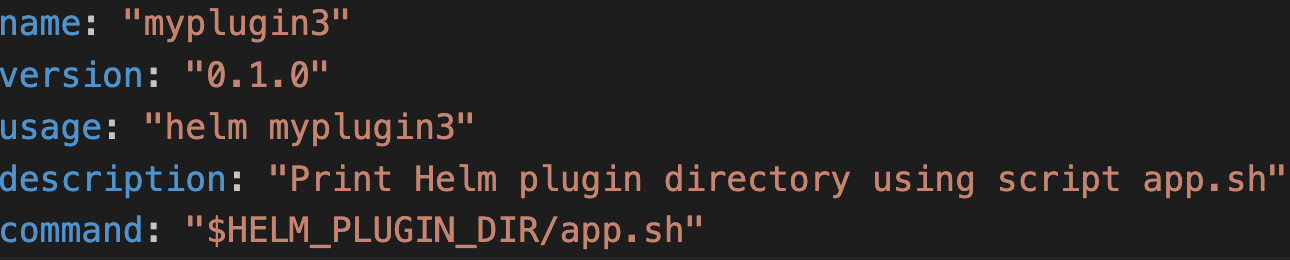 name: "myplugin3"
version: "0.1.0"
usage: "helm myplugin3"
description: "Print Helm plugin directory using script app.sh"
command: "$HELM_PLUGIN_DIR/app.sh"